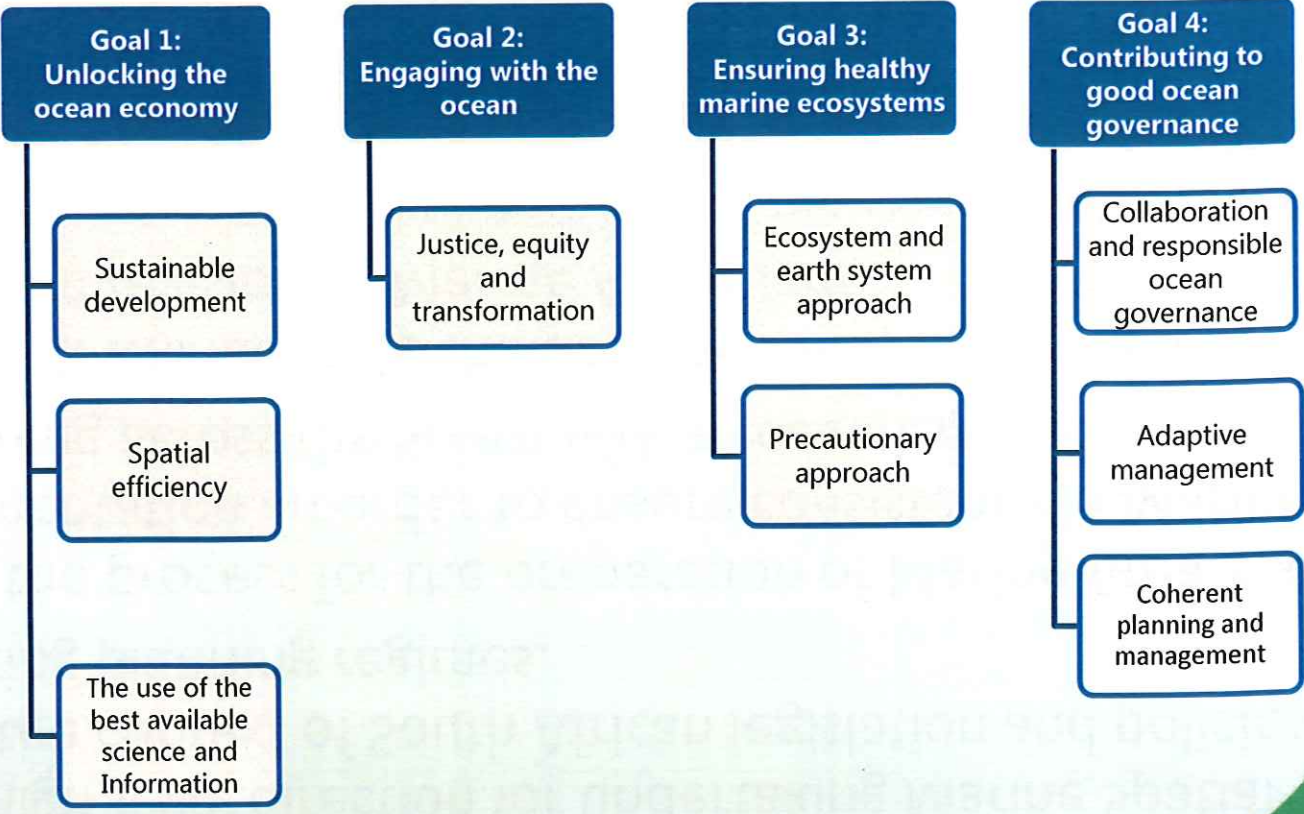 Goal 1:
Unlocking the
ocean economy
Sustainable
development
Spatial
efficiency
The use of the
best available
science and
Information
Goal 2:
Engaging with the
ocean
Justice, equity
and
transformation
Goal 3:
Ensuring healthy
marine ecosystems
Ecosystem and
earth system
approach
Precautionary
approach
Goal 4:
Contributing to
good ocean
governance
Collaboration
and responsible
ocean
governance
Adaptive
management
Coherent
planning and
management